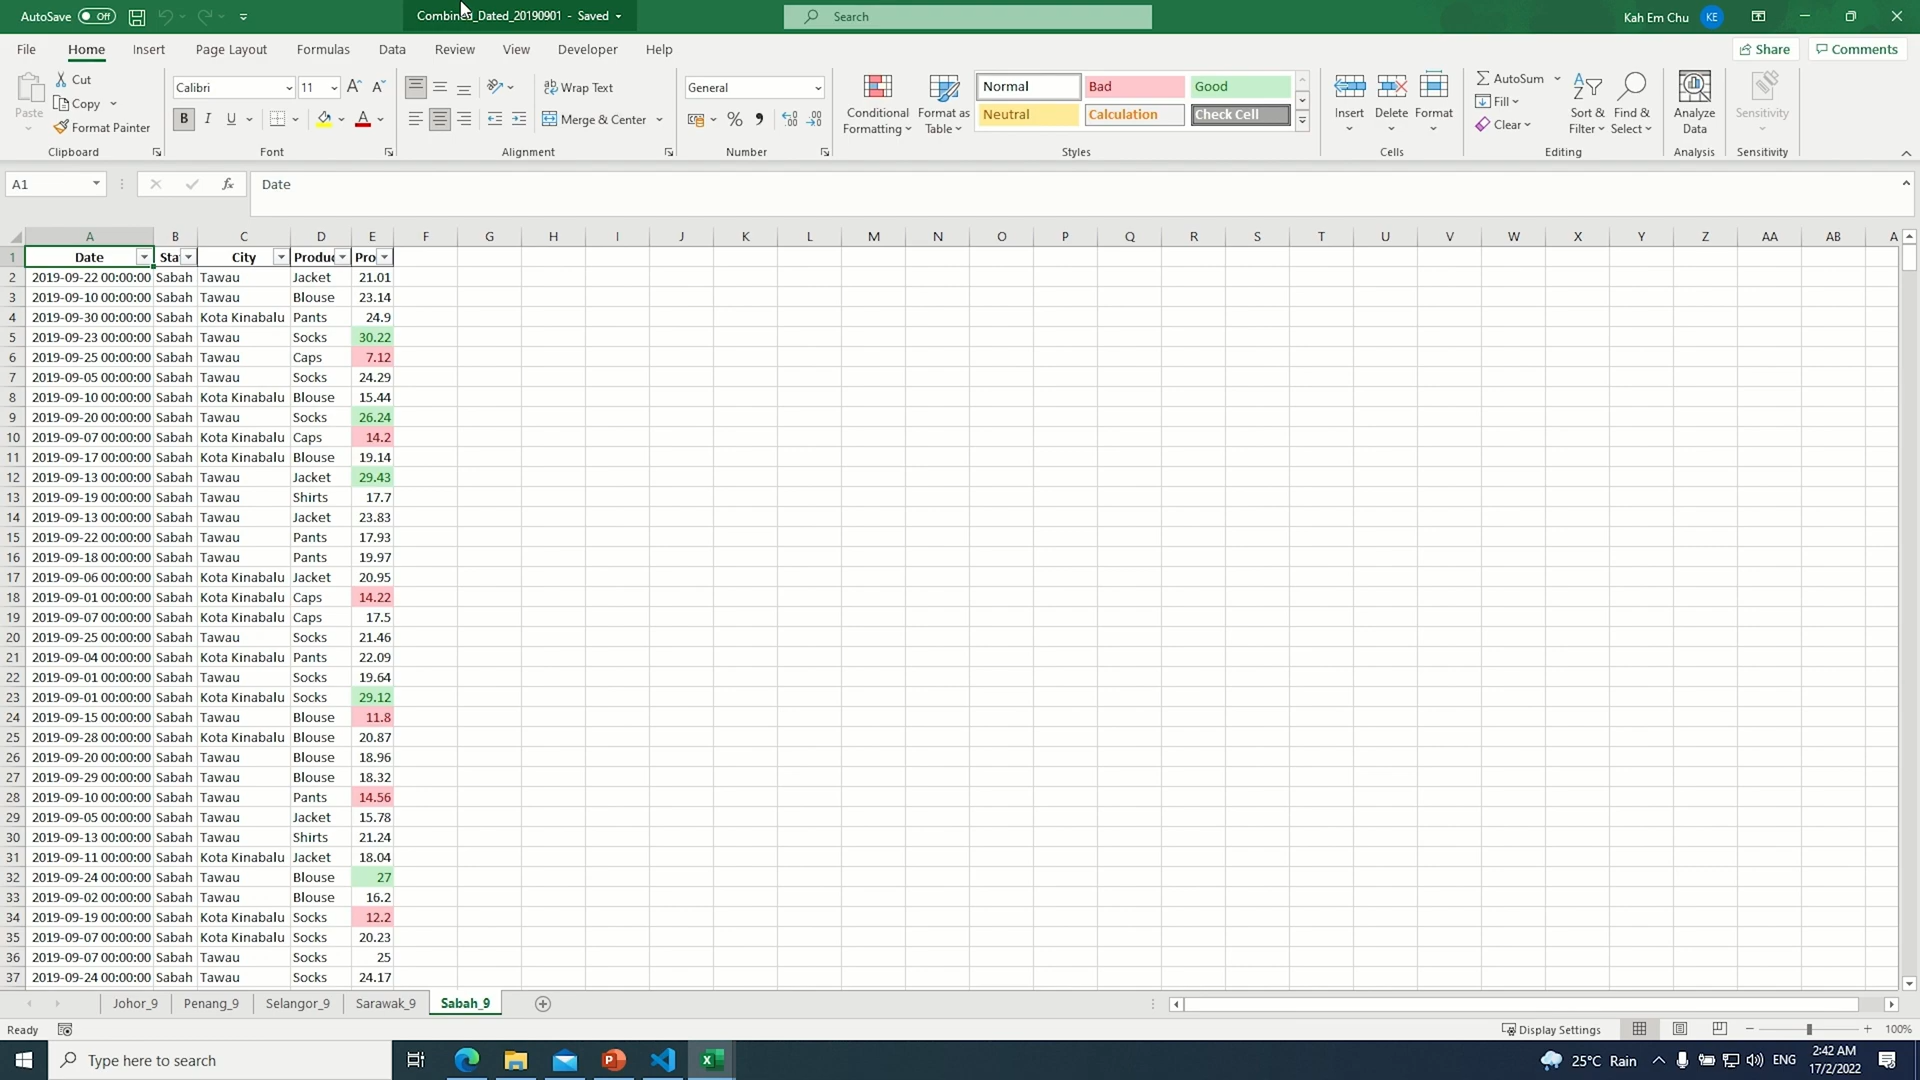 AutoSave Off
Combined_Dated_20190901 - Saved
Search
Kah Em Chu KE
File Home Insert Page Layout Formulas Data Review View Developer Help
Share Comments
Paste
Cut
Copy
Format Painter
Clipboard
Calibri 11
B I U
Font
Wrap Text
Merge & Center
Alignment
General
Number
Conditional Formatting
Format as Table
Normal Bad Good
Neutral Calculation Check Cell
Styles
Insert Delete Format
Cells
AutoSum
Fill
Clear
Sort & Filter
Find & Select
Editing
Analyze Data
Analysis
Sensitivity
Sensitivity
A1 fx Date
A B C D E F G H I J K L M N O P Q R S T U V W X Y Z AA AB A
1 Date Sta City Produc Pro
2 2019-09-22 00:00:00 Sabah Tawau Jacket 21.01
3 2019-09-10 00:00:00 Sabah Tawau Blouse 23.14
4 2019-09-30 00:00:00 Sabah Kota Kinabalu Pants 24.9
5 2019-09-23 00:00:00 Sabah Tawau Socks 30.22
6 2019-09-25 00:00:00 Sabah Tawau Caps 7.12
7 2019-09-05 00:00:00 Sabah Tawau Socks 24.29
8 2019-09-10 00:00:00 Sabah Kota Kinabalu Blouse 15.44
9 2019-09-20 00:00:00 Sabah Tawau Socks 26.24
10 2019-09-07 00:00:00 Sabah Kota Kinabalu Caps 14.2
11 2019-09-17 00:00:00 Sabah Kota Kinabalu Blouse 19.14
12 2019-09-13 00:00:00 Sabah Tawau Jacket 29.43
13 2019-09-19 00:00:00 Sabah Tawau Shirts 17.7
14 2019-09-13 00:00:00 Sabah Tawau Jacket 23.83
15 2019-09-22 00:00:00 Sabah Tawau Pants 17.93
16 2019-09-18 00:00:00 Sabah Tawau Pants 19.97
17 2019-09-06 00:00:00 Sabah Kota Kinabalu Jacket 20.95
18 2019-09-01 00:00:00 Sabah Kota Kinabalu Caps 14.22
19 2019-09-07 00:00:00 Sabah Kota Kinabalu Caps 17.5
20 2019-09-25 00:00:00 Sabah Tawau Socks 21.46
21 2019-09-04 00:00:00 Sabah Kota Kinabalu Pants 22.09
22 2019-09-01 00:00:00 Sabah Tawau Socks 19.64
23 2019-09-01 00:00:00 Sabah Kota Kinabalu Socks 29.12
24 2019-09-15 00:00:00 Sabah Tawau Blouse 11.8
25 2019-09-28 00:00:00 Sabah Kota Kinabalu Blouse 20.87
26 2019-09-20 00:00:00 Sabah Tawau Blouse 18.96
27 2019-09-29 00:00:00 Sabah Tawau Blouse 18.32
28 2019-09-10 00:00:00 Sabah Tawau Pants 14.56
29 2019-09-05 00:00:00 Sabah Tawau Jacket 15.78
30 2019-09-13 00:00:00 Sabah Tawau Shirts 21.24
31 2019-09-11 00:00:00 Sabah Kota Kinabalu Jacket 18.04
32 2019-09-24 00:00:00 Sabah Tawau Blouse 27
33 2019-09-02 00:00:00 Sabah Tawau Blouse 16.2
34 2019-09-19 00:00:00 Sabah Kota Kinabalu Socks 12.2
35 2019-09-07 00:00:00 Sabah Kota Kinabalu Socks 20.23
36 2019-09-07 00:00:00 Sabah Tawau Socks 25
37 2019-09-24 00:00:00 Sabah Tawau Socks 24.17
Johor_9 Penang_9 Selangor_9 Sarawak_9 Sabah_9
Ready
Display Settings
100%
Type here to search
25°C Rain
ENG
2:42 AM
17/2/2022